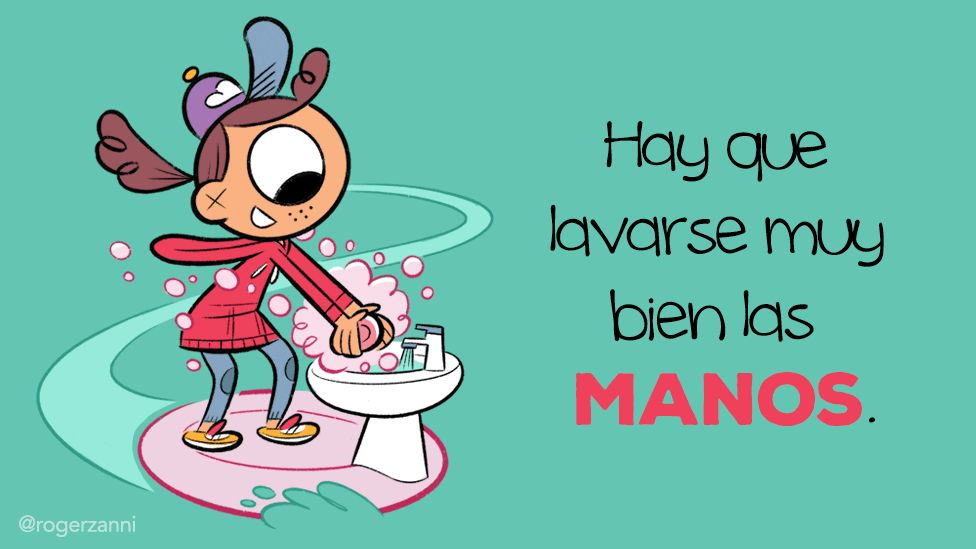 Hay que
lavarse muy
bien las
MANOS.
@rogerzanni